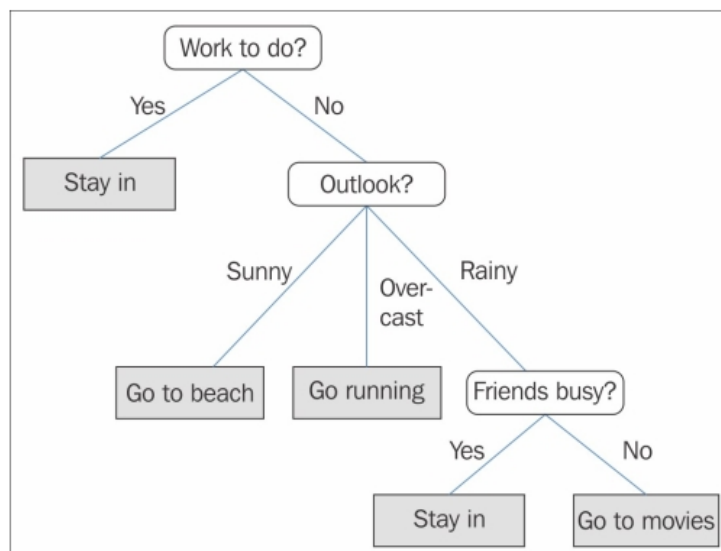 Work to do?
Yes
No
Stay in
Outlook?
Sunny
Over-
cast
Rainy
Go to beach
Go running
Friends busy?
Yes
No
Stay in
Go to movies